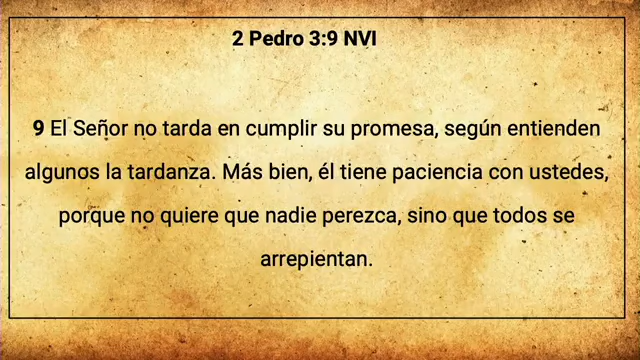 2 Pedro 3:9 NVI
9 El Señor no tarda en cumplir su promesa, según entienden
algunos la tardanza. Más bien, él tiene paciencia con ustedes,
porque no quiere que nadie perezca, sino que todos se
arrepientan.